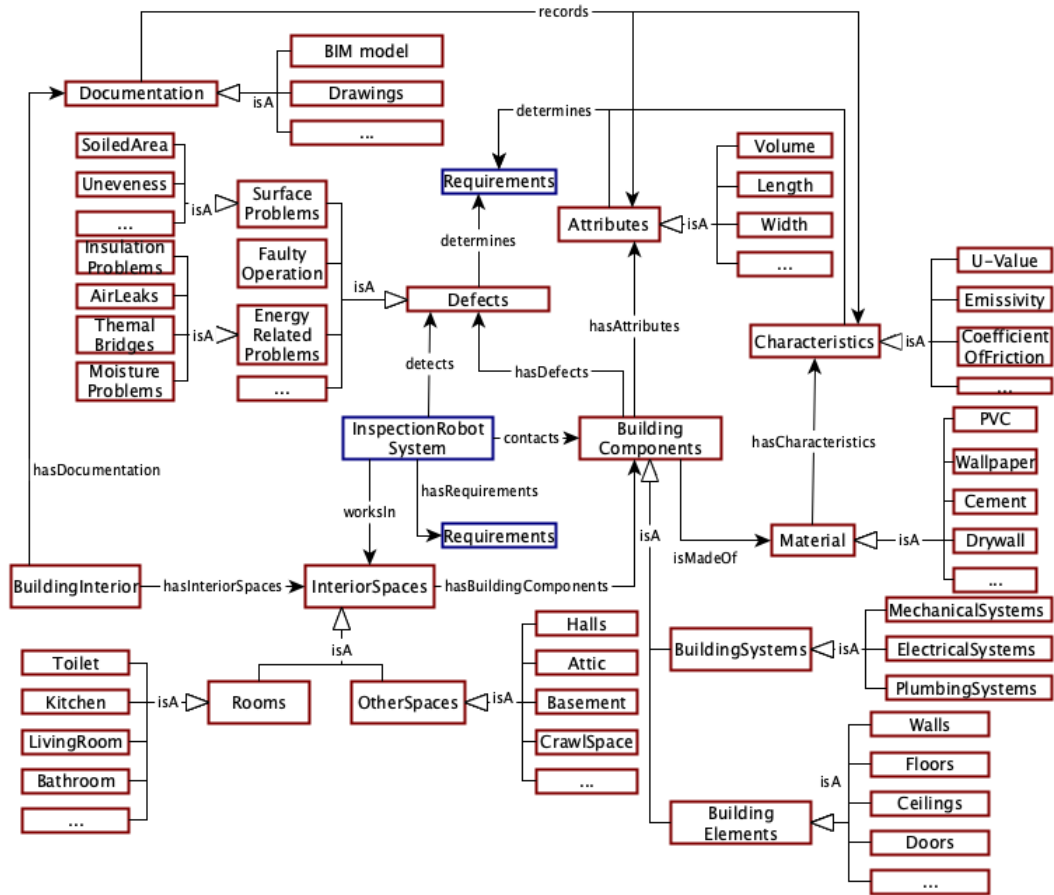 records
BIM model
Documentation
isA
Drawings
...
SoiledArea
Uneveness
...
isA
Surface
Problems
Insulation
Problems
AirLeaks
Themal
Bridges
Moisture
Problems
isA
Faulty
Operation
Energy
Related
Problems
...
isA
Defects
determines
Requirements
determines
Attributes
isA
Volume
Length
Width
...
hasAttributes
Characteristics
isA
U-Value
Emissivity
Coefficient
OfFriction
...
detects
hasDefects
InspectionRobot
System
contacts
Building
Components
hasCharacteristics
PVC
Wallpaper
Cement
Drywall
...
isA
Material
isMadeOf
hasDocumentation
worksIn
hasRequirements
Requirements
isA
BuildingInterior
hasInteriorSpaces
InteriorSpaces
hasBuildingComponents
isA
Toilet
Kitchen
LivingRoom
Bathroom
...
isA
Rooms
OtherSpaces
isA
Halls
Attic
Basement
CrawlSpace
...
BuildingSystems
isA
MechanicalSystems
ElectricalSystems
PlumbingSystems
Building
Elements
isA
Walls
Floors
Ceilings
Doors
...